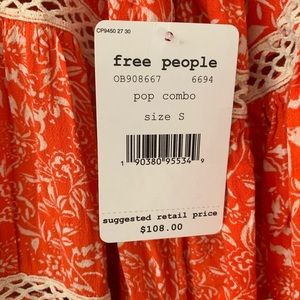 CP9450 27 30
free people
OB908667 6694
pop combo
size S
1 90380 95534 9
suggested retail price
$108.00